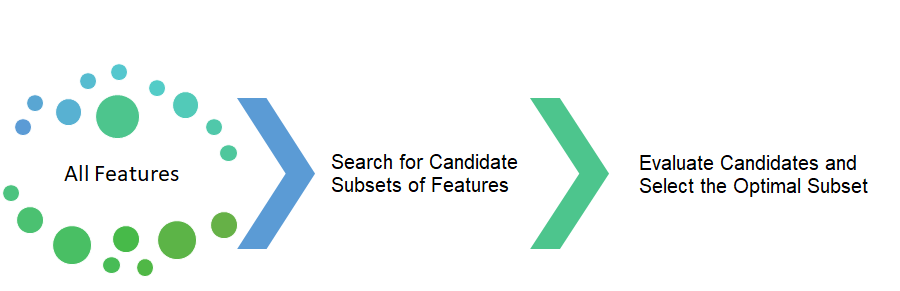 All Features
Search for Candidate
Subsets of Features
Evaluate Candidates and
Select the Optimal Subset